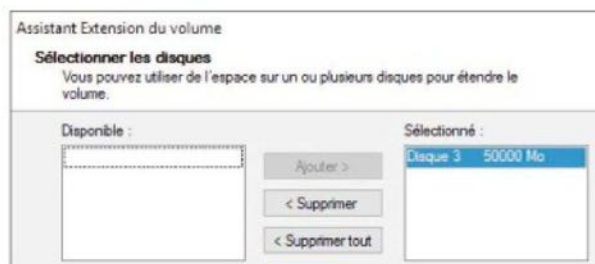 Assistant Extension du volume
Sélectionner les disques
Vous pouvez utiliser de l'espace sur un ou plusieurs disques pour étendre le
volume.
Disponible :
Sélectionné :
Ajouter >
Disque 3 50000 Mo
< Supprimer
< Supprimer tout